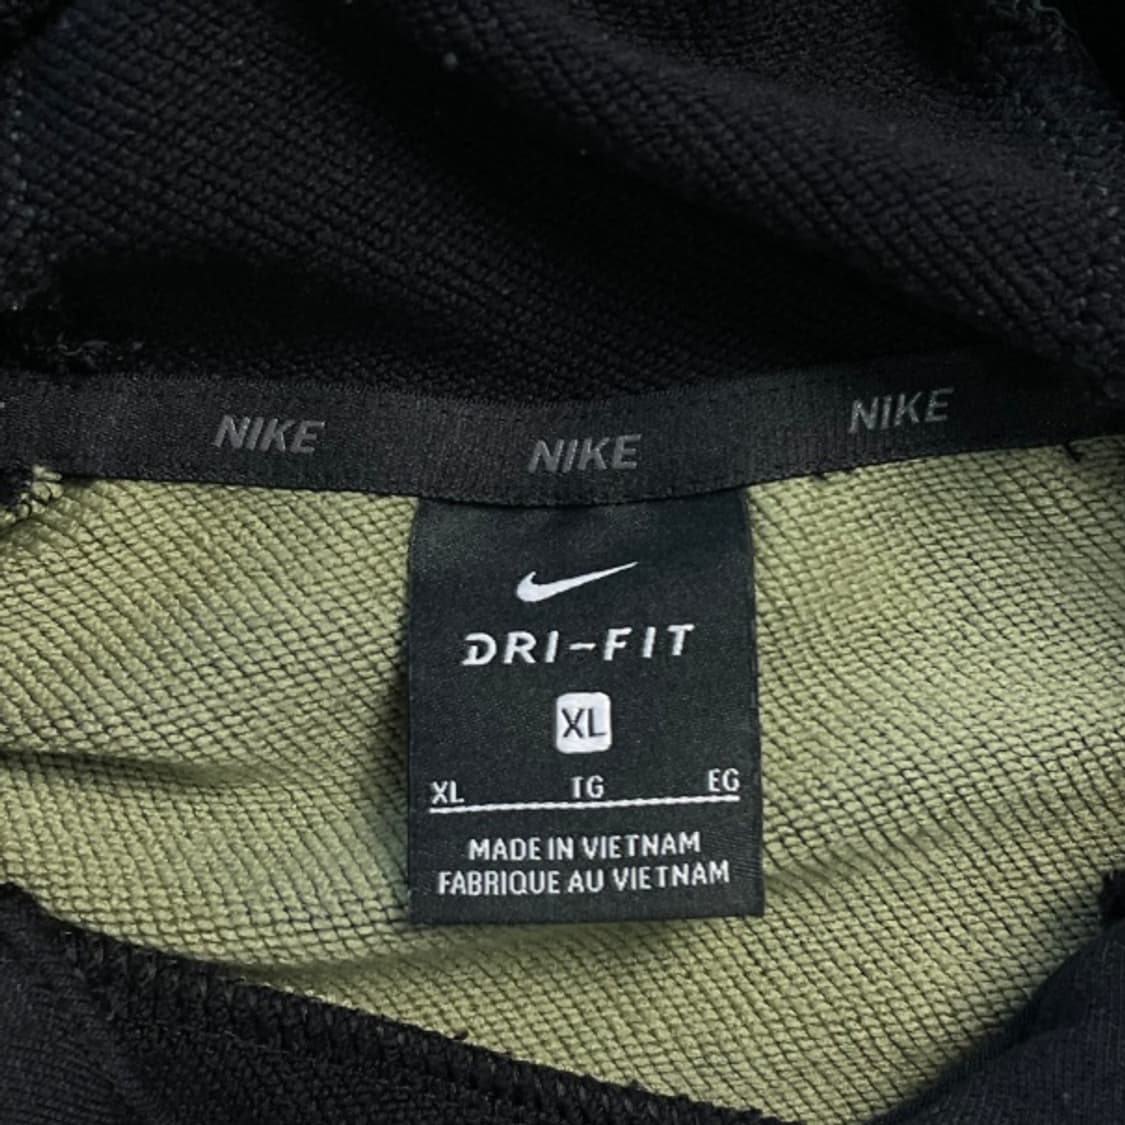 NIKE NIKE NIKE
DRI-FIT
XL
XL TG EG
MADE IN VIETNAM
FABRIQUE AU VIETNAM